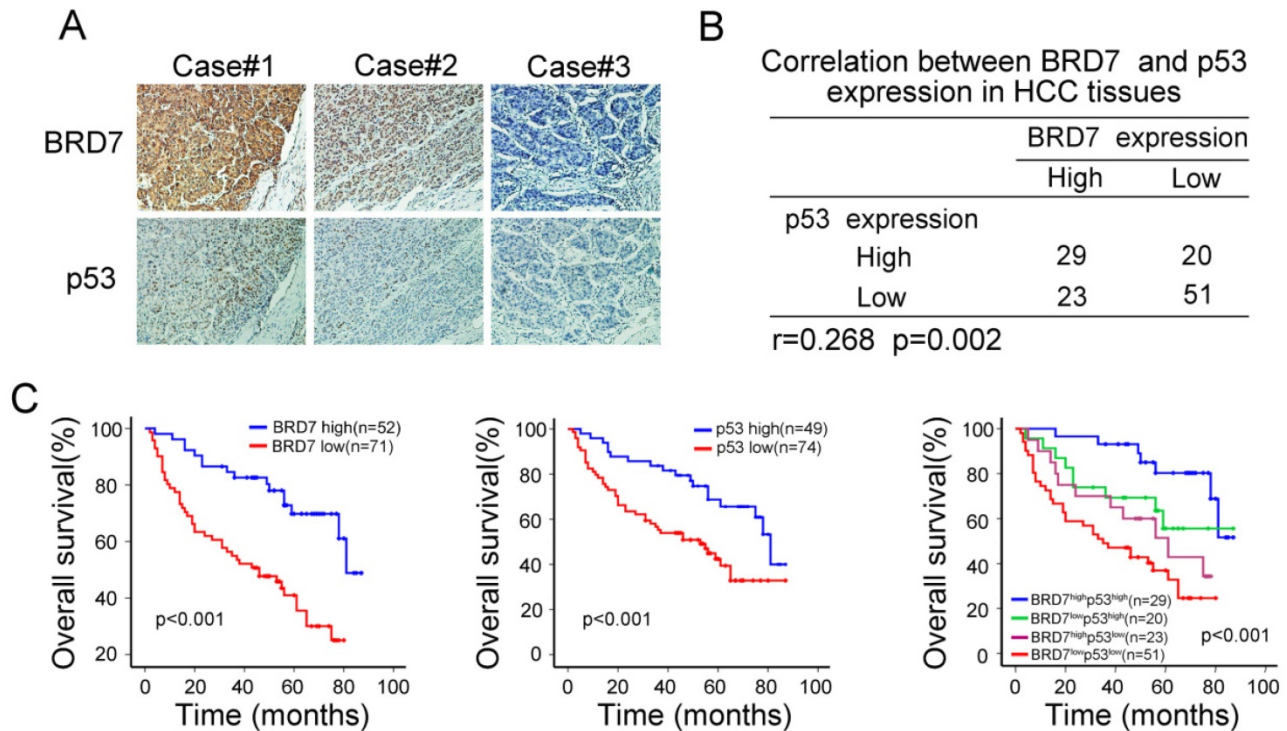 A
Case#1 Case#2 Case#3
BRD7
p53
B
Correlation between BRD7 and p53
expression in HCC tissues
BRD7 expression
High Low
p53 expression
High 29 20
Low 23 51
r=0.268 p=0.002
C
Overall survival(%)
100
80
60
40
20
BRD7 high(n=52)
BRD7 low(n=71)
p<0.001
0 20 40 60 80 100
Time (months)
Overall survival(%)
100
80
60
40
20
0
p53 high(n=49)
p53 low(n=74)
p<0.001
0 20 40 60 80 100
Time (months)
Overall survival(%)
100
80
60
40
20
0
BRD7highp53high(n=29)
BRD7lowp53high(n=20)
BRD7highp53low(n=23)
BRD7lowp53low(n=51)
p<0.001
0 20 40 60 80 100
Time (months)